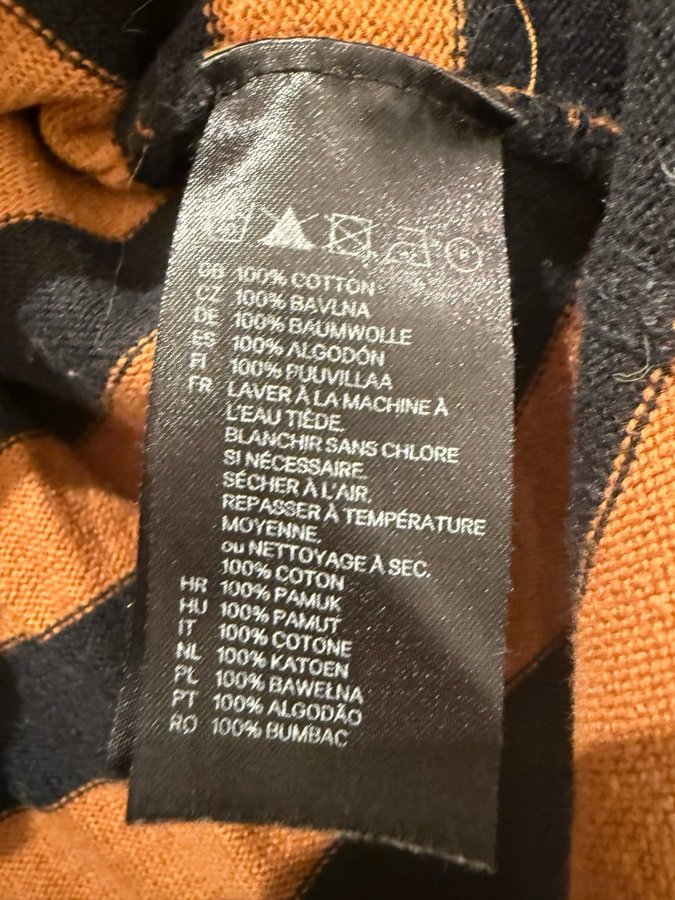 GB 100% COTTON
CZ 100% BAVLNA
DE 100% BAUMWOLLE
ES 100% ALGODÓN
FI 100% PUUVILLAA
FR LAVER À LA MACHINE À
L'EAU TIÈDE.
BLANCHIR SANS CHLORE
SI NÉCESSAIRE.
SÉCHER À L'AIR.
REPASSER À TEMPÉRATURE
MOYENNE.
ou NETTOYAGE À SEC.
100% COTON
HR 100% PAMUK
HU 100% PAMUT
IT 100% COTONE
NL 100% KATOEN
PL 100% BAWEŁNA
PT 100% ALGODÃO
RO 100% BUMBAC